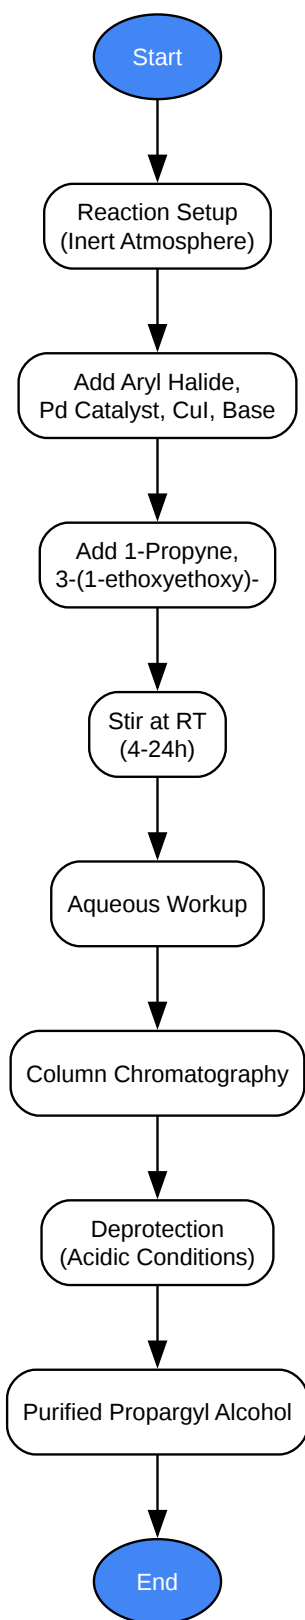 Start
Reaction Setup
(Inert Atmosphere)
Add Aryl Halide,
Pd Catalyst, CuI, Base
Add 1-Propyne,
3-(1-ethoxyethoxy)-
Stir at RT
(4-24h)
Aqueous Workup
Column Chromatography
Deprotection
(Acidic Conditions)
Purified Propargyl Alcohol
End